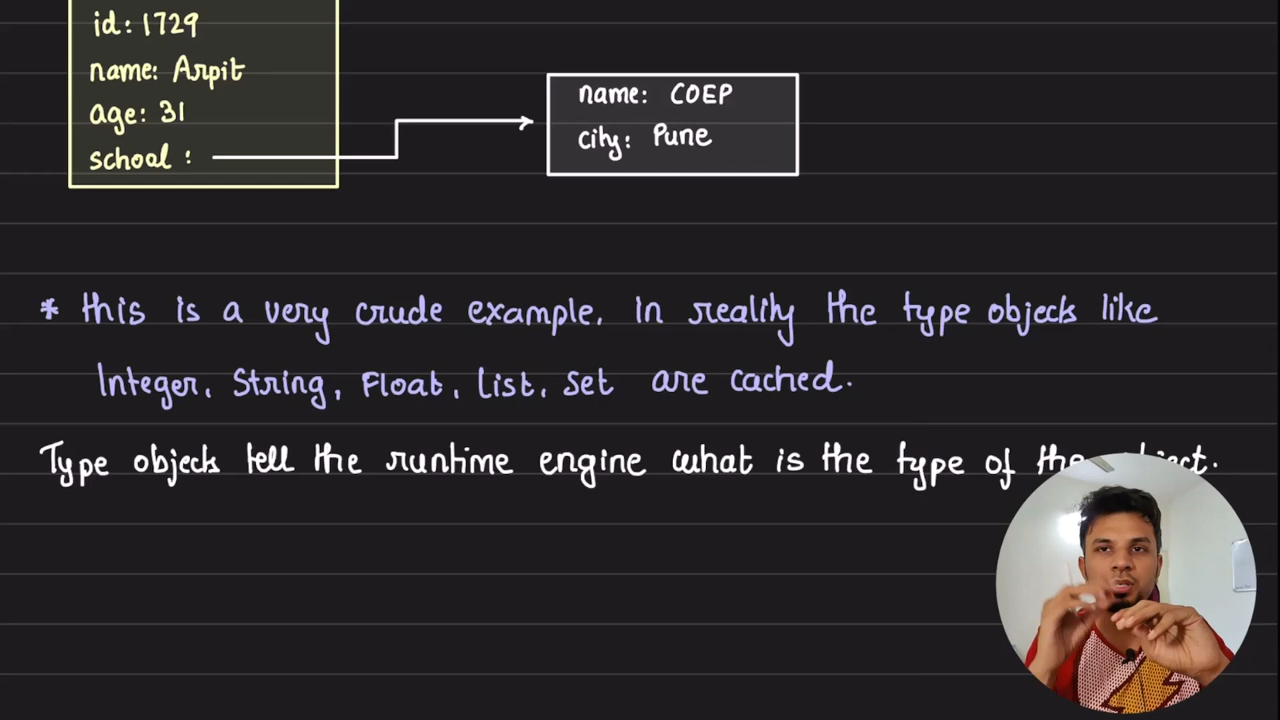 id: 1729
name: Arpit
age: 31
school :
name: COEP
city: Pune
* this is a very crude example. in reality the type objects like
Integer, String, Float, List, Set are cached.
Type objects tell the runtime engine what is the type of the object.